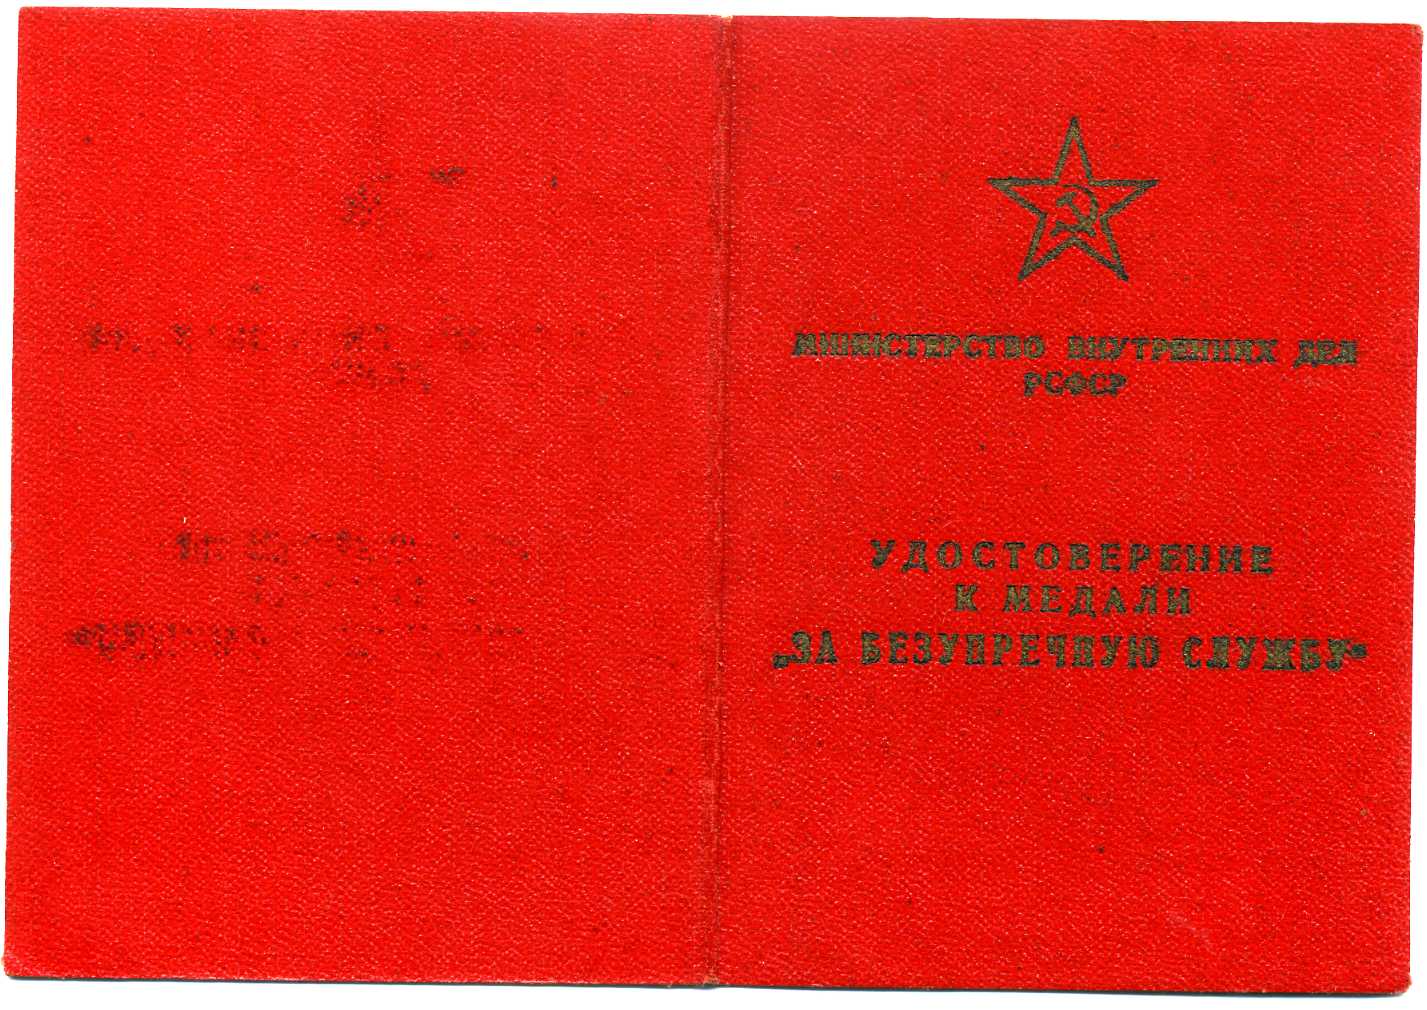 МИНИСТЕРСТВО ВНУТРЕННИХ ДЕЛ
РСФСР
УДОСТОВЕРЕНИЕ
К МЕДАЛИ
„ЗА БЕЗУПРЕЧНУЮ СЛУЖБУ“